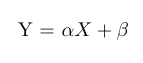 Y = αX + β